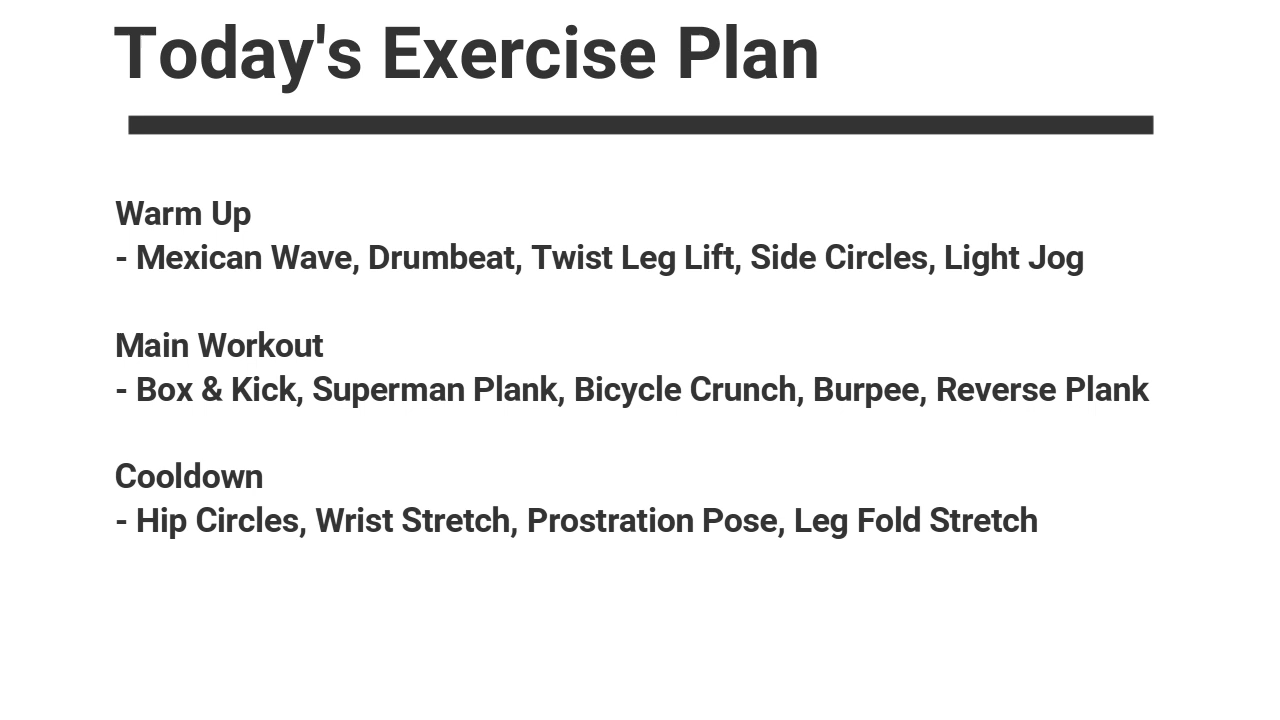 Today's Exercise Plan
Warm Up
- Mexican Wave, Drumbeat, Twist Leg Lift, Side Circles, Light Jog
Main Workout
- Box & Kick, Superman Plank, Bicycle Crunch, Burpee, Reverse Plank
Cooldown
- Hip Circles, Wrist Stretch, Prostration Pose, Leg Fold Stretch